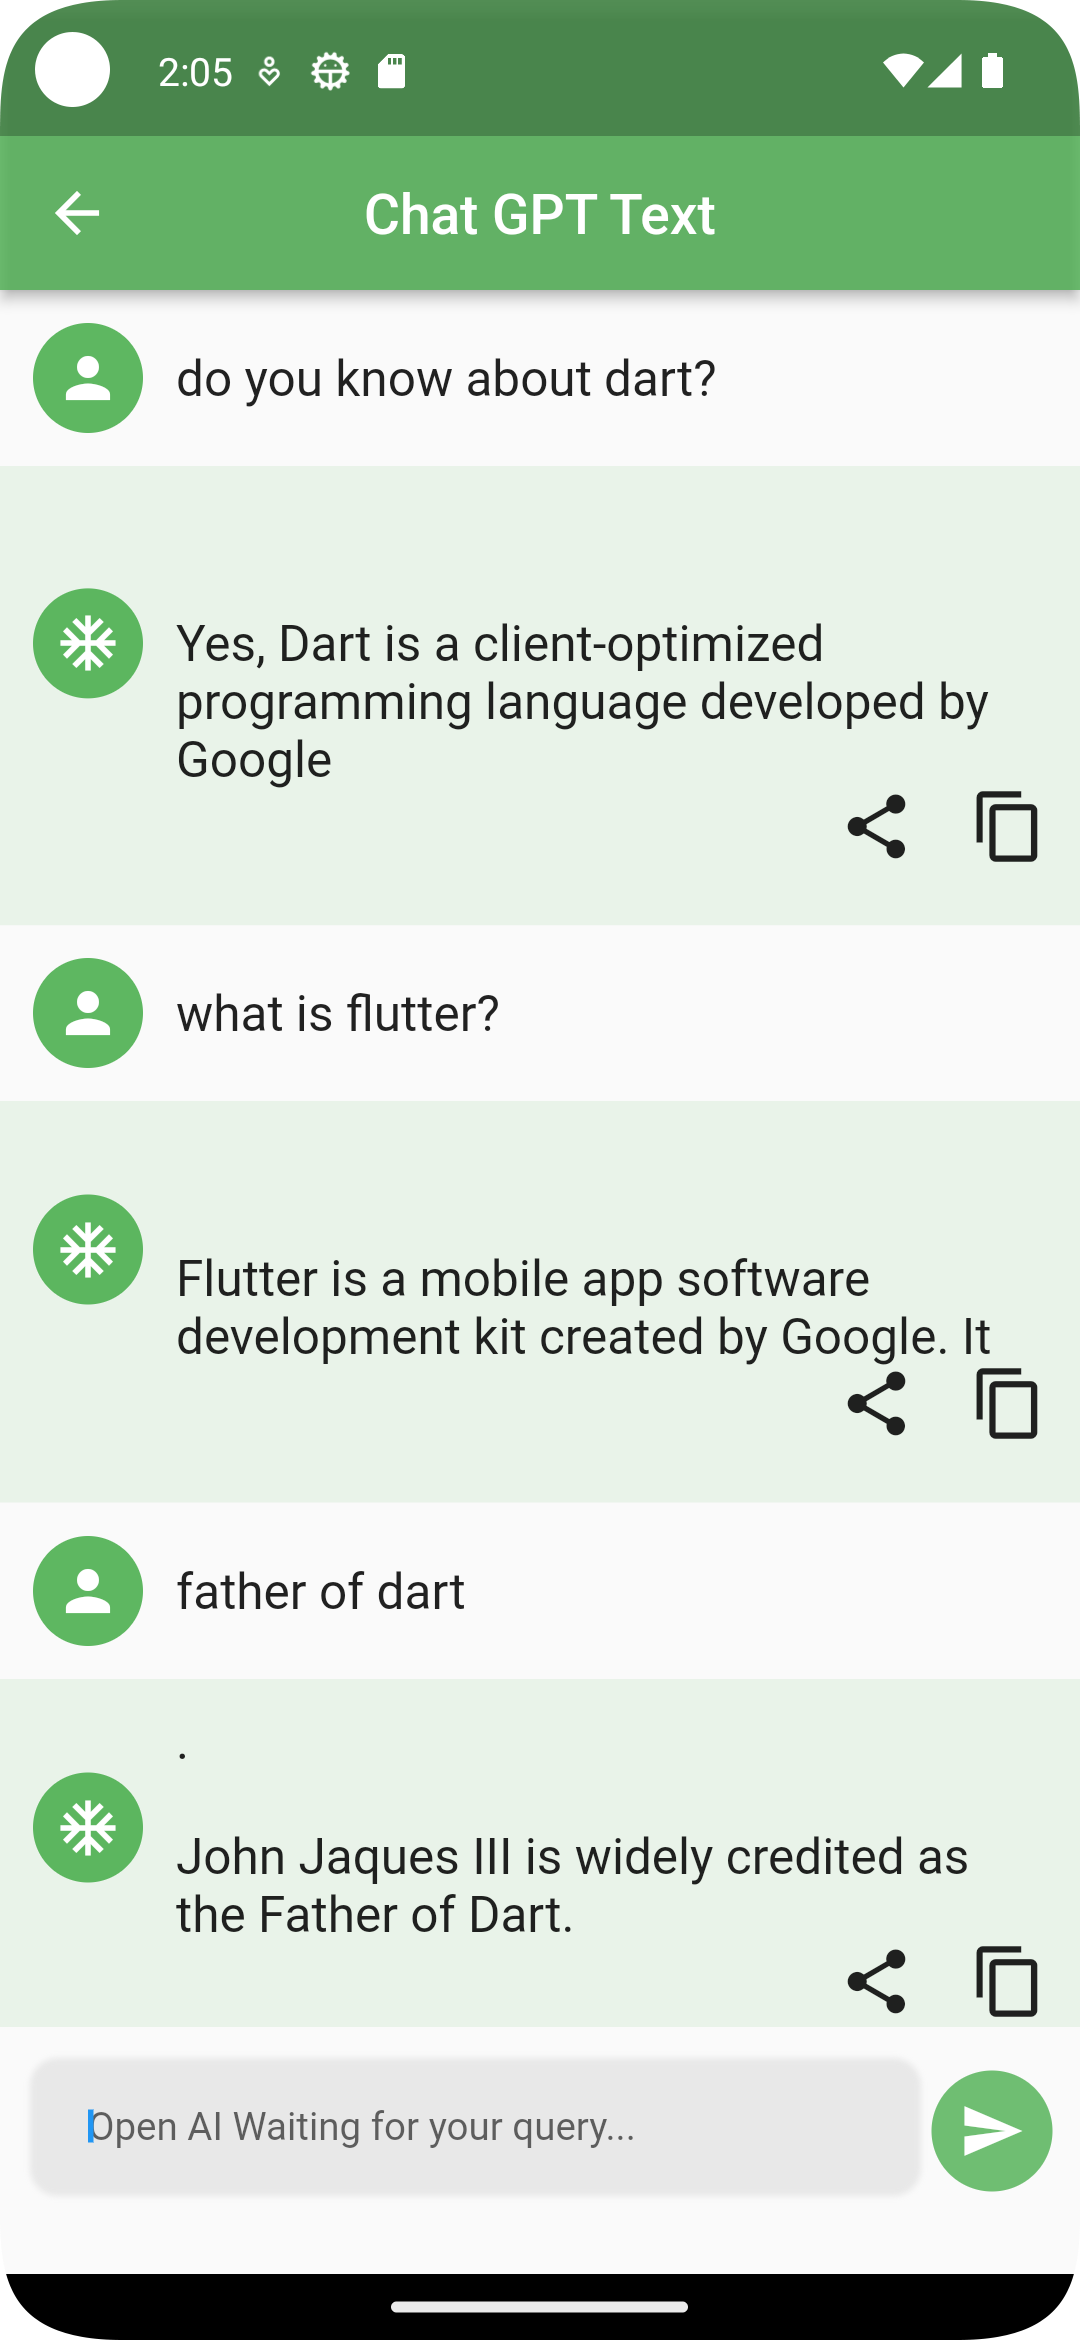 2:05
Chat GPT Text
do you know about dart?
Yes, Dart is a client-optimized
programming language developed by
Google
what is flutter?
Flutter is a mobile app software
development kit created by Google. It
father of dart
.
John Jaques III is widely credited as
the Father of Dart.
Open AI Waiting for your query...